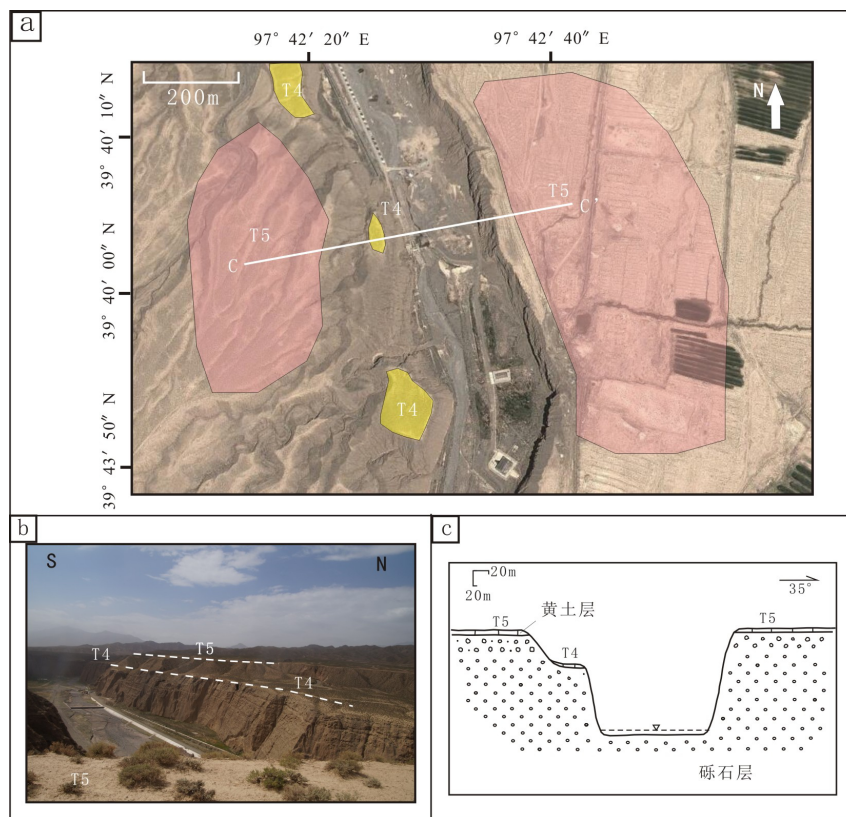 a
97° 42′ 20″ E
97° 42′ 40″ E
39° 40′ 10″ N
39° 40′ 00″ N
39° 43′ 50″ N
200m
N
T4
T4
T5
T5
C
C'
T4
b
S
N
T5
T4
T4
T5
c
20m
20m
35°
黄土层
T5
T5
T4
砾石层